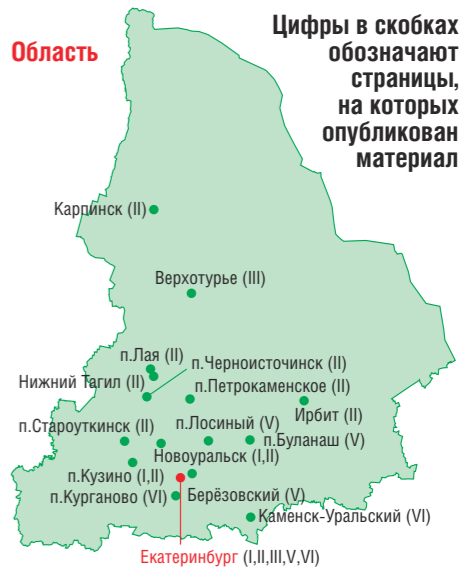 Область
Цифры в скобках
обозначают
страницы,
на которых
опубликован
материал
Карпинск (II)
Верхотурье (III)
п.Лая (II)
п.Черноисточинск (II)
Нижний Тагил (II)
п.Петрокаменское (II)
Ирбит (II)
п.Староуткинск (II)
п.Лосиный (V)
п.Буланаш (V)
Новоуральск (I,II)
п.Кузино (I,II)
п.Курганово (VI)
Берёзовский (V)
Каменск-Уральский (VI)
Екатеринбург (I,II,III,V,VI)